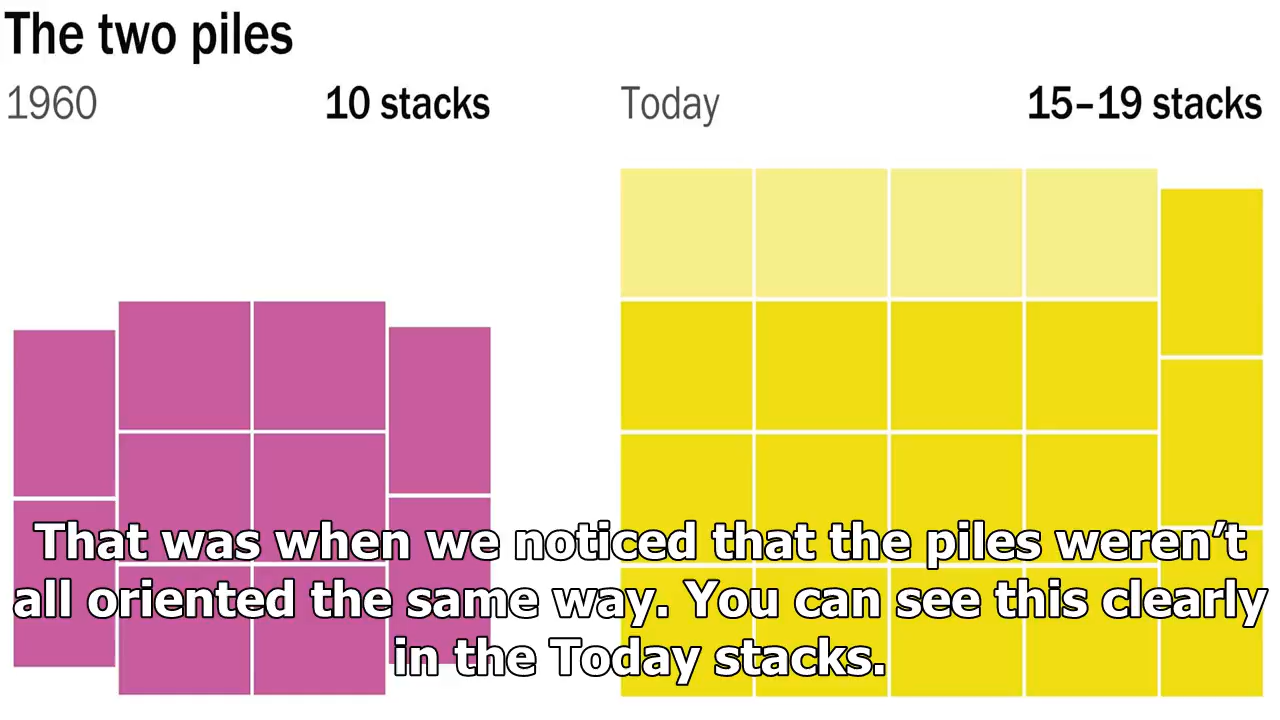 The two piles
1960 10 stacks Today 15–19 stacks
That was when we noticed that the piles weren’t
all oriented the same way. You can see this clearly
in the Today stacks.